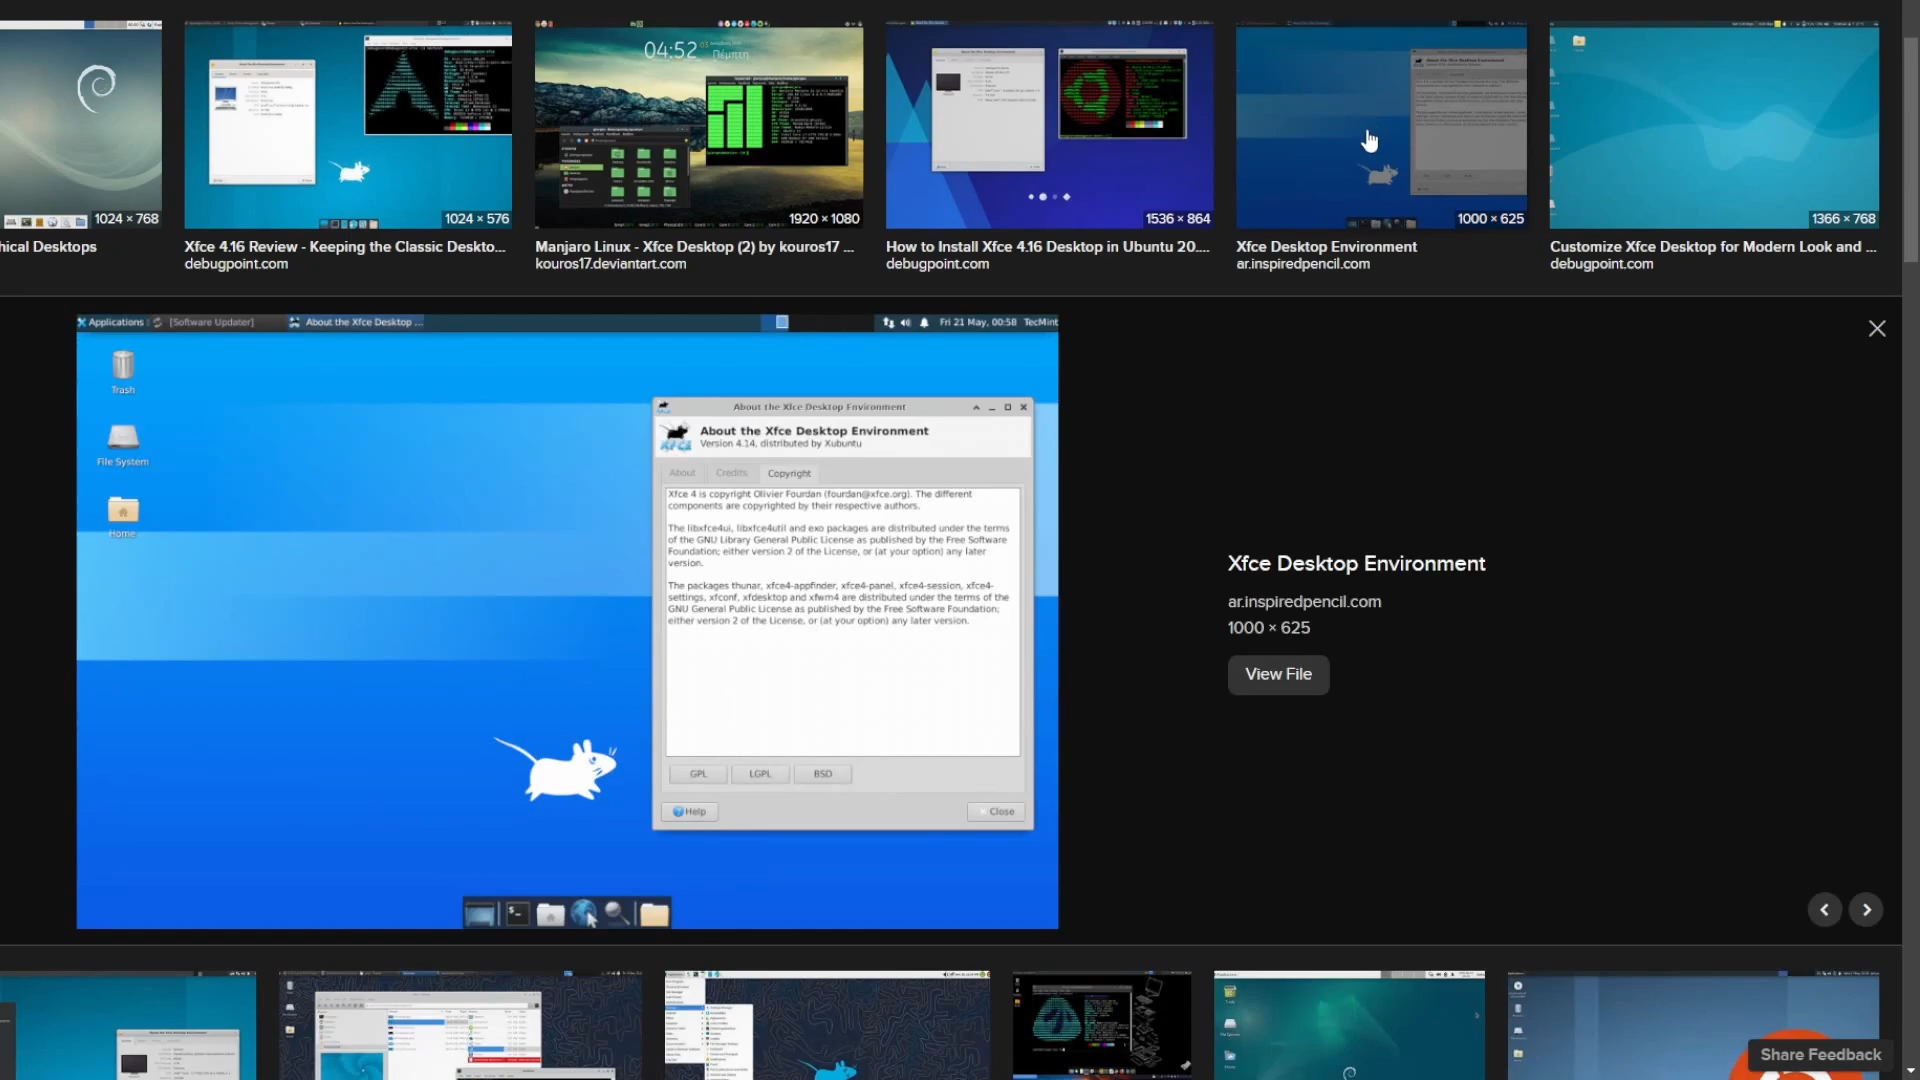 1024 × 768
1024 × 576
04:52
03
Πέμπτη
1920 × 1080
1536 × 864
1000 × 625
1366 × 768
hical Desktops
Xfce 4.16 Review - Keeping the Classic Deskto...
debugpoint.com
Manjaro Linux - Xfce Desktop (2) by kouros17 ...
kouros17.deviantart.com
How to Install Xfce 4.16 Desktop in Ubuntu 20....
debugpoint.com
Xfce Desktop Environment
ar.inspiredpencil.com
Customize Xfce Desktop for Modern Look and ...
debugpoint.com
Applications [Software Updater] About the Xfce Desktop ... Fri 21 May, 00:58 TecMint
Trash
File System
Home
About the Xfce Desktop Environment
XFCE
About the Xfce Desktop Environment
Version 4.14, distributed by Xubuntu
About Credits Copyright
Xfce 4 is copyright Olivier Fourdan (fourdan@xfce.org). The different
components are copyrighted by their respective authors.
The libxfce4ui, libxfce4util and exo packages are distributed under the terms
of the GNU Library General Public License as published by the Free Software
Foundation; either version 2 of the License, or (at your option) any later
version.
The packages thunar, xfce4-appfinder, xfce4-panel, xfce4-session, xfce4-
settings, xfconf, xfdesktop and xfwm4 are distributed under the terms of the
GNU General Public License as published by the Free Software Foundation;
either version 2 of the License, or (at your option) any later version.
GPL LGPL BSD
Help Close
Xfce Desktop Environment
ar.inspiredpencil.com
1000 × 625
View File
Share Feedback